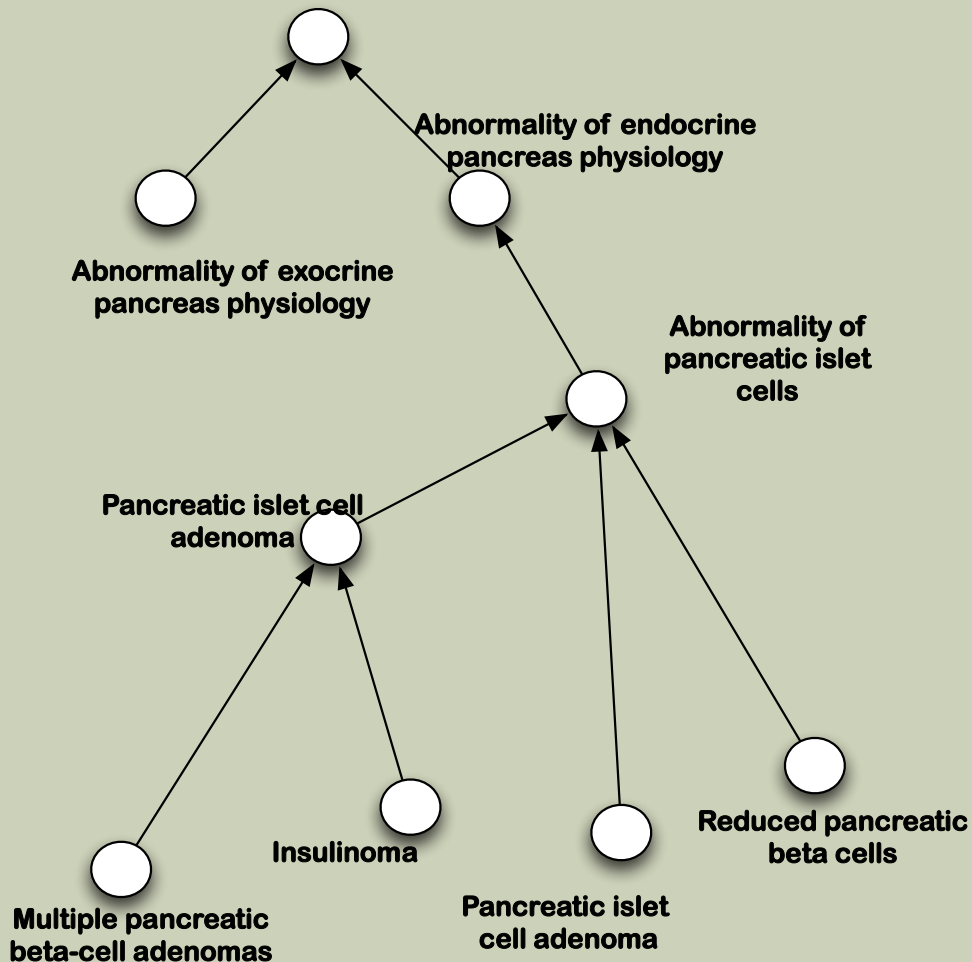 Abnormality of endocrine
pancreas physiology
Abnormality of exocrine
pancreas physiology
Abnormality of
pancreatic islet
cells
Pancreatic islet cell
adenoma
Reduced pancreatic
beta cells
Insulinoma
Pancreatic islet
cell adenoma
Multiple pancreatic
beta-cell adenomas